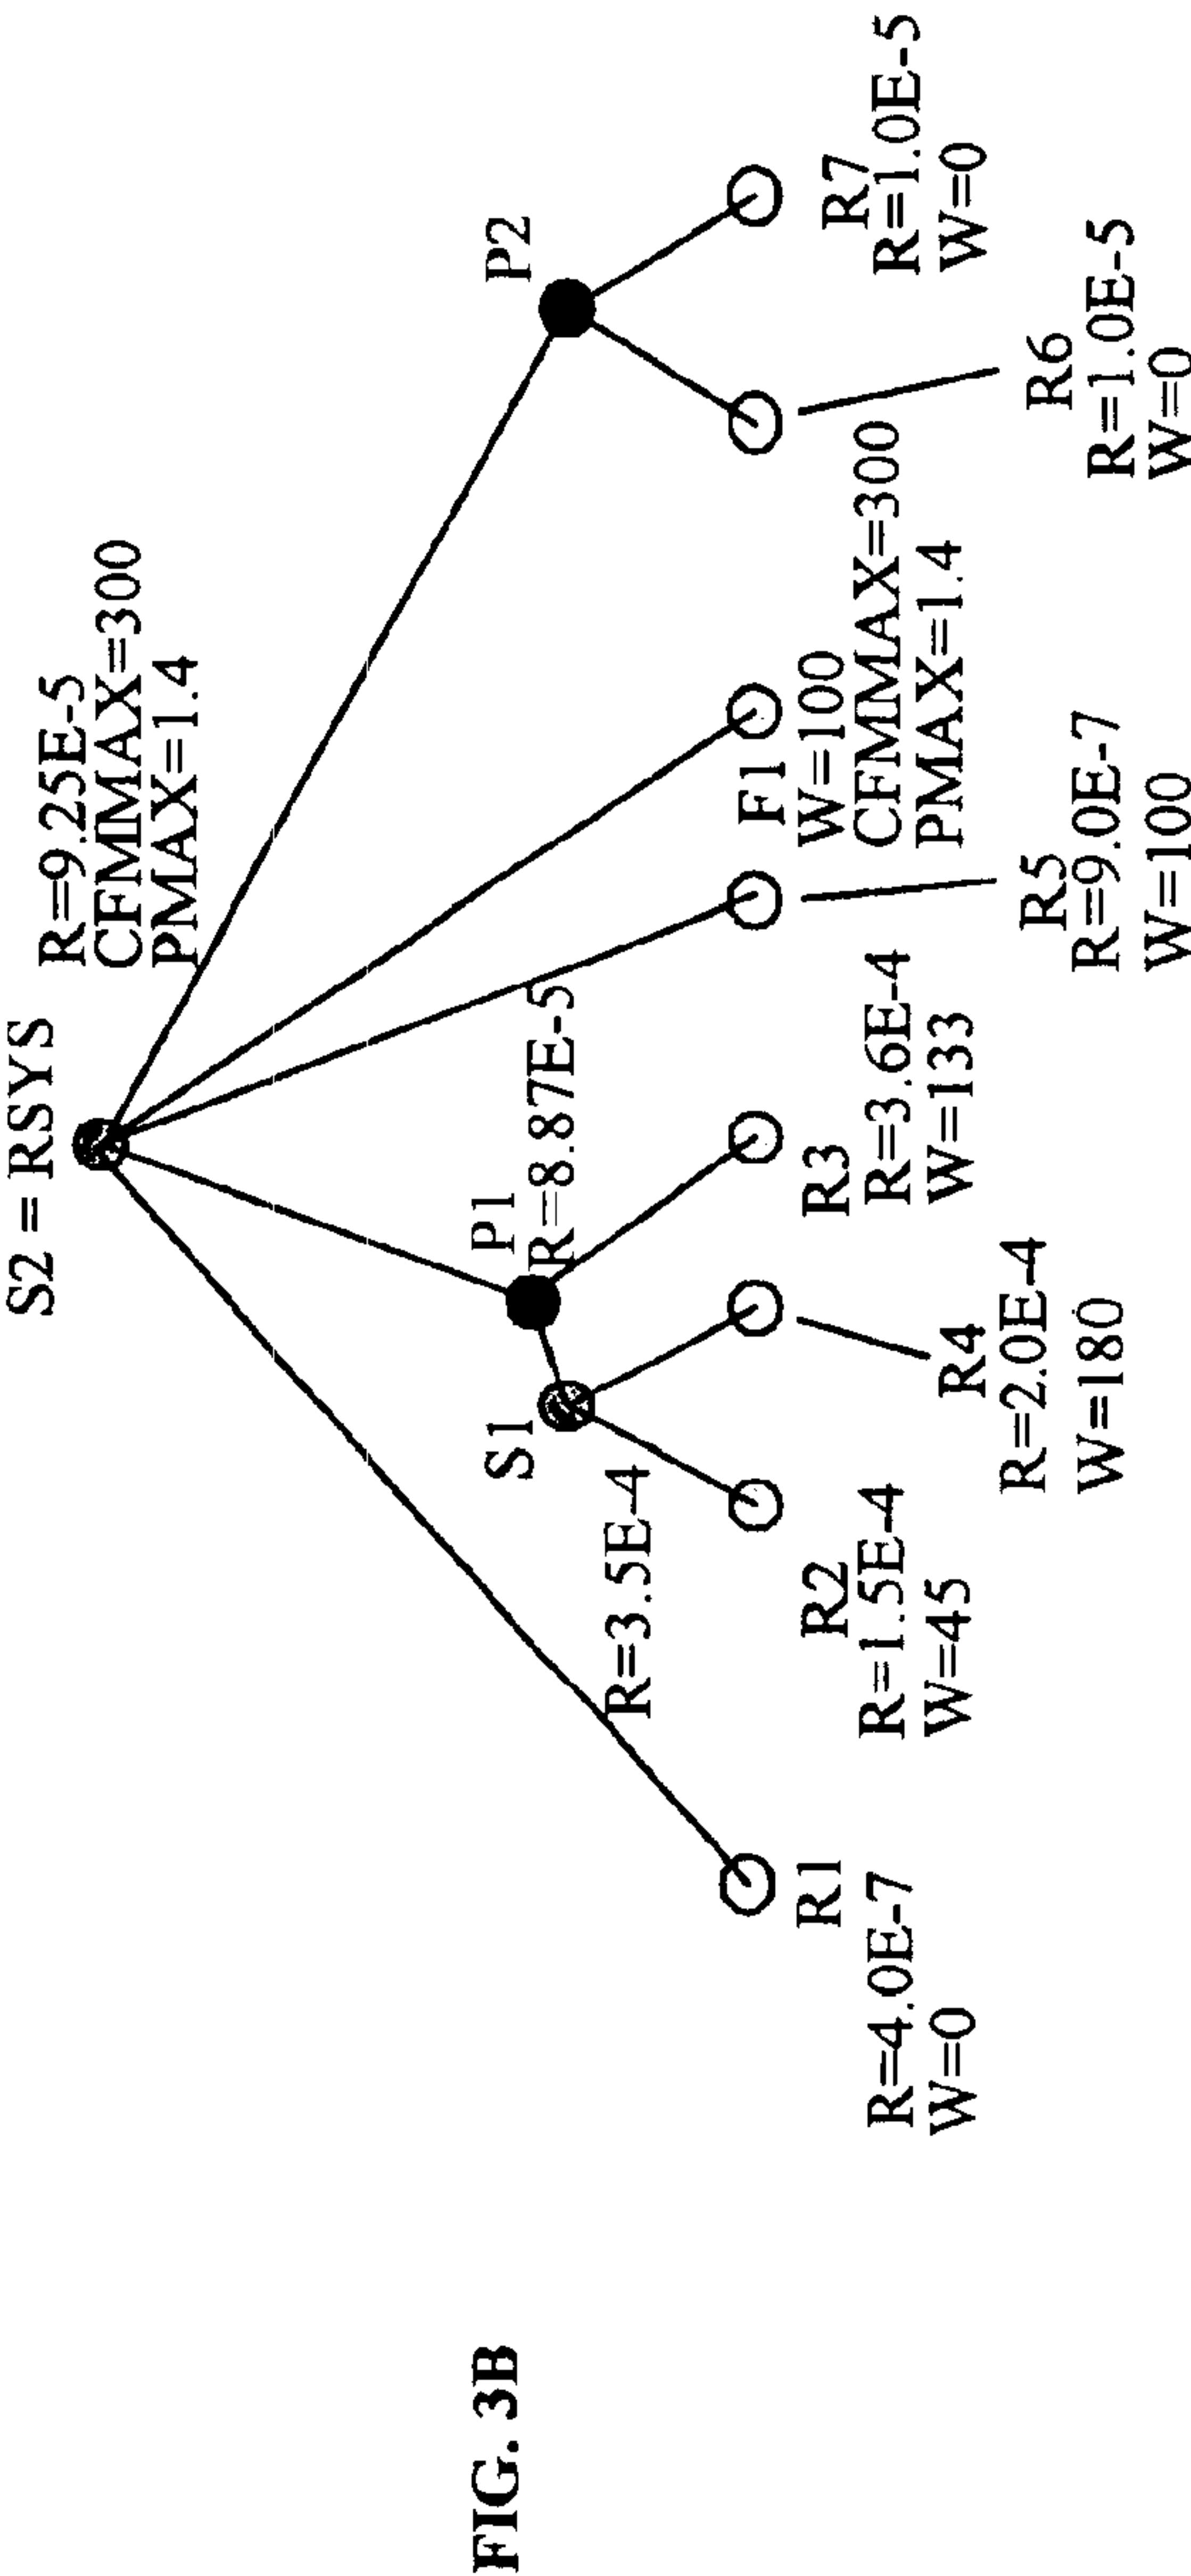 S2 = RSYS
R=9.25E-5
CFMMAX=300
PMAX=1.4
S1
R=3.5E-4
P1
R=8.87E-5
P2
R1
R=4.0E-7
W=0
R2
R=1.5E-4
W=45
R4
R=2.0E-4
W=180
R3
R=3.6E-4
W=133
R5
R=9.0E-7
W=100
F1
W=100
CFMMAX=300
PMAX=1.4
R6
R=1.0E-5
W=0
R7
R=1.0E-5
W=0
FIG. 3B